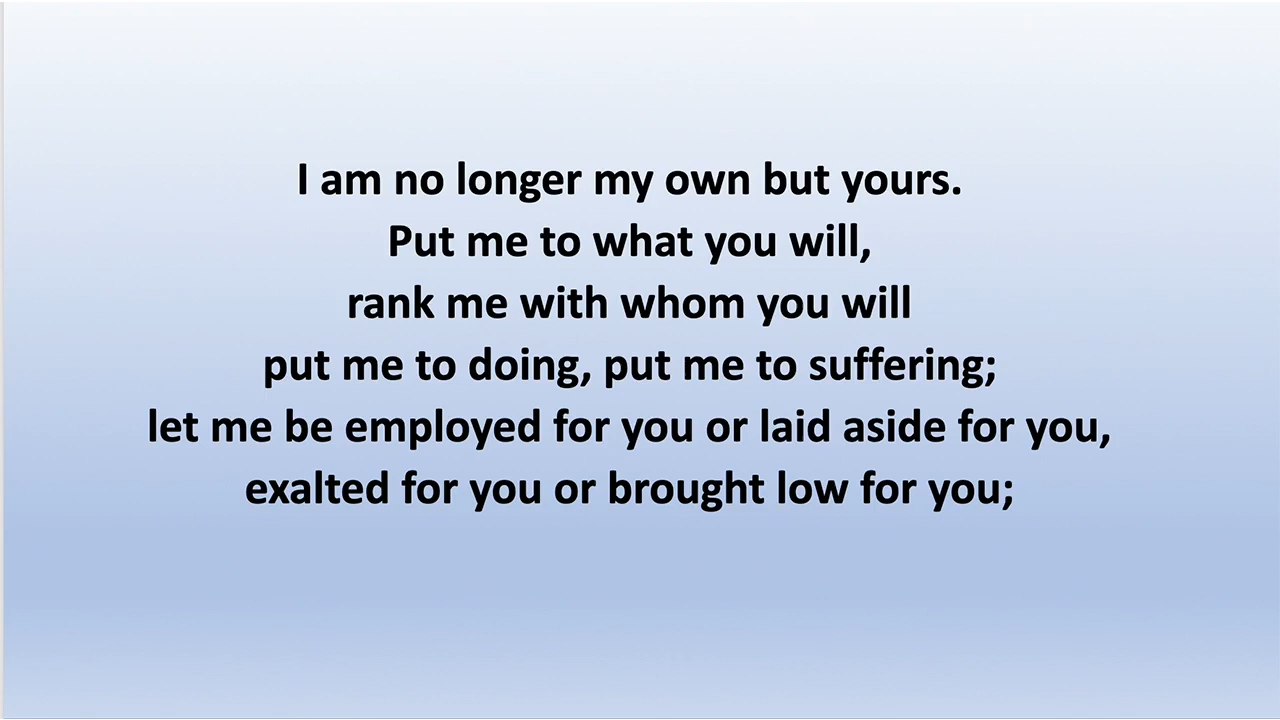 I am no longer my own but yours.
Put me to what you will,
rank me with whom you will
put me to doing, put me to suffering;
let me be employed for you or laid aside for you,
exalted for you or brought low for you;